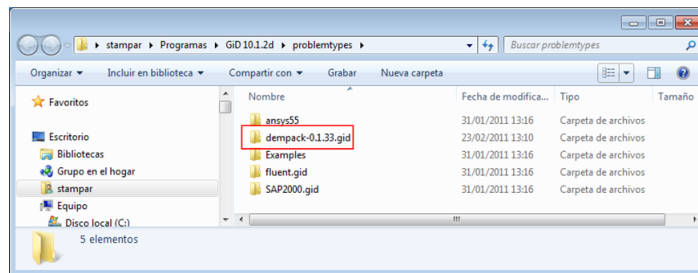 stampar Programas GiD 10.1.2d problemtypes Buscar problemtypes
Organizar Incluir en biblioteca Compartir con Grabar Nueva carpeta
Favoritos
Escritorio
Bibliotecas
Grupo en el hogar
stampar
Equipo
Disco local (C:)
Nombre Fecha de modifica... Tipo Tamaño
ansys55 31/01/2011 13:16 Carpeta de archivos
dempack-0.1.33.gid 23/02/2011 13:10 Carpeta de archivos
Examples 31/01/2011 13:16 Carpeta de archivos
fluent.gid 31/01/2011 13:16 Carpeta de archivos
SAP2000.gid 31/01/2011 13:16 Carpeta de archivos
5 elementos